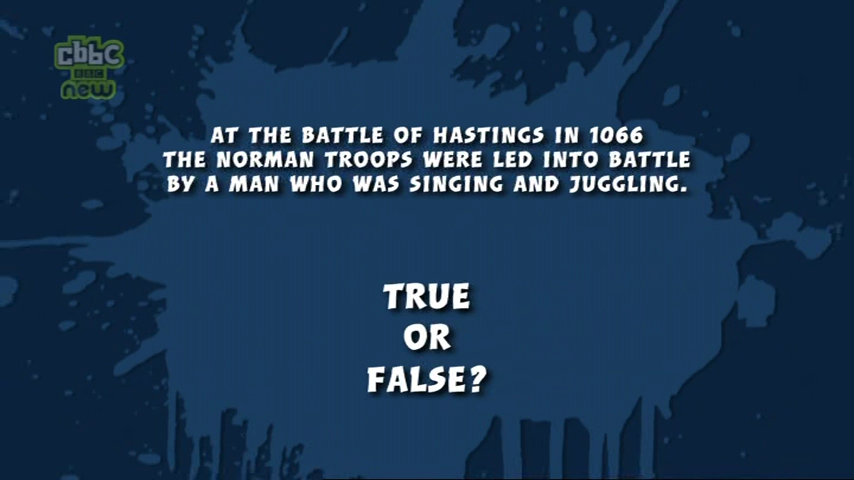 cbbc
BBC
new
AT THE BATTLE OF HASTINGS IN 1066
THE NORMAN TROOPS WERE LED INTO BATTLE
BY A MAN WHO WAS SINGING AND JUGGLING.
TRUE
OR
FALSE?